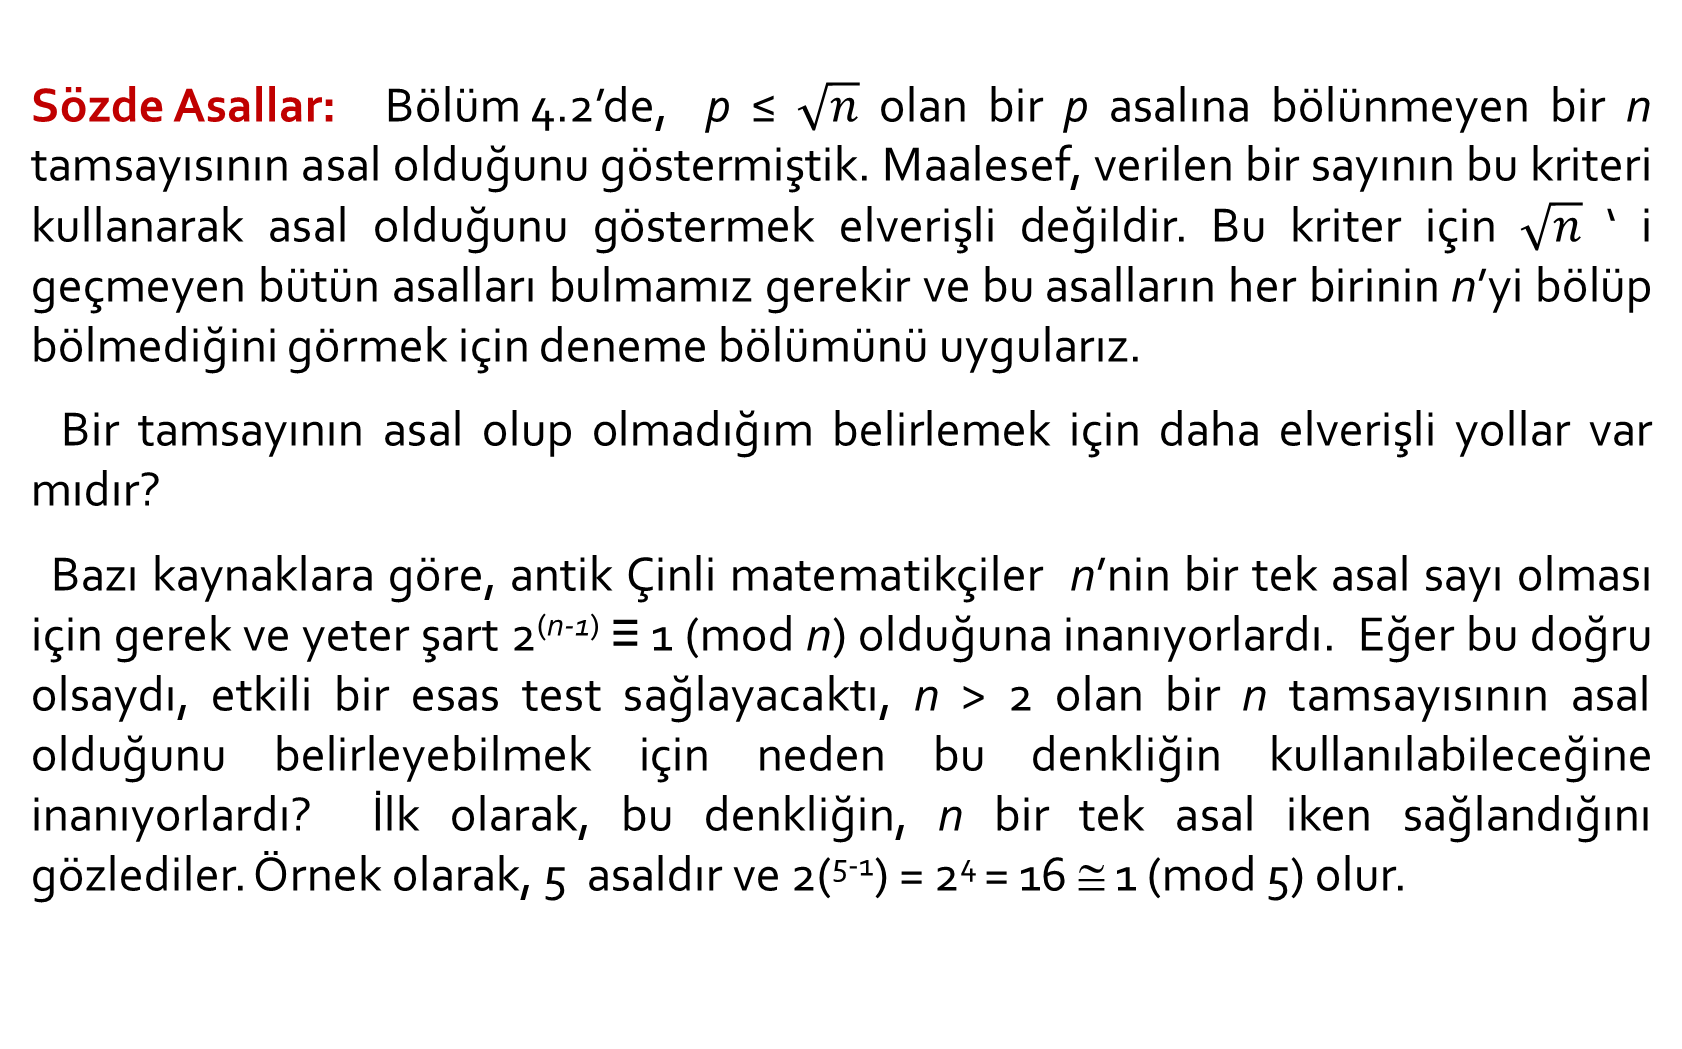 Sözde Asallar: Bölüm 4.2’de, p ≤ √n olan bir p asalına bölünmeyen bir n
tamsayısının asal olduğunu göstermiştik. Maalesef, verilen bir sayının bu kriteri
kullanarak asal olduğunu göstermek elverişli değildir. Bu kriter için √n ‘ i
geçmeyen bütün asalları bulmamız gerekir ve bu asalların her birinin n’yi bölüp
bölmediğini görmek için deneme bölümünü uygularız.
Bir tamsayının asal olup olmadığım belirlemek için daha elverişli yollar var
mıdır?
Bazı kaynaklara göre, antik Çinli matematikçiler n’nin bir tek asal sayı olması
için gerek ve yeter şart 2⁽ⁿ⁻¹⁾ ≡ 1 (mod n) olduğuna inanıyorlardı. Eğer bu doğru
olsaydı, etkili bir esas test sağlayacaktı, n > 2 olan bir n tamsayısının asal
olduğunu belirleyebilmek için neden bu denkliğin kullanılabileceğine
inanıyorlardı? İlk olarak, bu denkliğin, n bir tek asal iken sağlandığını
gözlediler. Örnek olarak, 5 asaldır ve 2(⁵⁻¹) = 2⁴ = 16 ≅ 1 (mod 5) olur.